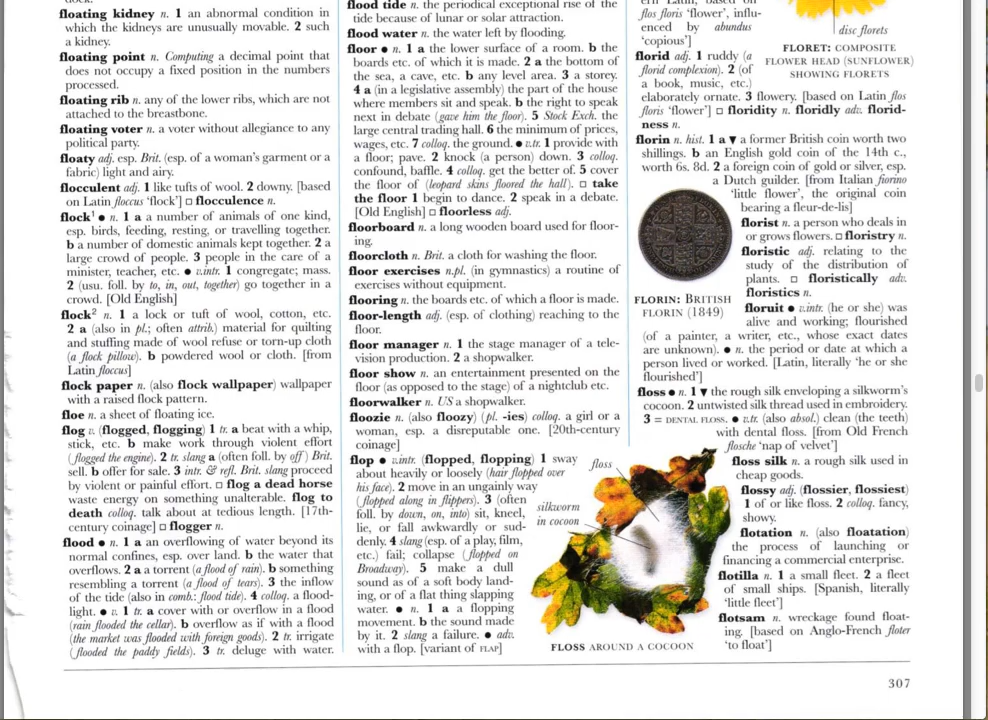 floating kidney n. 1 an abnormal condition in
which the kidneys are unusually movable. 2 such
a kidney.
floating point n. Computing a decimal point that
does not occupy a fixed position in the numbers
processed.
floating rib n. any of the lower ribs, which are not
attached to the breastbone.
floating voter n. a voter without allegiance to any
political party.
floaty adj. esp. Brit. (esp. of a woman's garment or a
fabric) light and airy.
flocculent adj. 1 like tufts of wool. 2 downy. [based
on Latin floccus 'flock'] □ flocculence n.
flock¹ ● n. 1 a a number of animals of one kind,
esp. birds, feeding, resting, or travelling together.
b a number of domestic animals kept together. 2 a
large crowd of people. 3 people in the care of a
minister, teacher, etc. ● v.intr. 1 congregate; mass.
2 (usu. foll. by to, in, out, together) go together in a
crowd. [Old English]
flock² n. 1 a lock or tuft of wool, cotton, etc.
2 a (also in pl.; often attrib.) material for quilting
and stuffing made of wool refuse or torn-up cloth
(a flock pillow). b powdered wool or cloth. [from
Latin floccus]
flock paper n. (also flock wallpaper) wallpaper
with a raised flock pattern.
floe n. a sheet of floating ice.
flog v. (flogged, flogging) 1 tr. a beat with a whip,
stick, etc. b make work through violent effort
(flogged the engine). 2 tr. slang a (often foll. by off) Brit.
sell. b offer for sale. 3 intr. & refl. Brit. slang proceed
by violent or painful effort. □ flog a dead horse
waste energy on something unalterable. flog to
death colloq. talk about at tedious length. [17th-
century coinage] □ flogger n.
flood ● n. 1 a an overflowing of water beyond its
normal confines, esp. over land. b the water that
overflows. 2 a a torrent (a flood of rain). b something
resembling a torrent (a flood of tears). 3 the inflow
of the tide (also in comb.: flood tide). 4 colloq. a flood-
light. ● v. 1 tr. a cover with or overflow in a flood
(rain flooded the cellar). b overflow as if with a flood
(the market was flooded with foreign goods). 2 tr. irrigate
(flooded the paddy fields). 3 tr. deluge with water.
flood tide n. the periodical exceptional rise of the
tide because of lunar or solar attraction.
flood water n. the water left by flooding.
floor ● n. 1 a the lower surface of a room. b the
boards etc. of which it is made. 2 a the bottom of
the sea, a cave, etc. b any level area. 3 a storey.
4 a (in a legislative assembly) the part of the house
where members sit and speak. b the right to speak
next in debate (gave him the floor). 5 Stock Exch. the
large central trading hall. 6 the minimum of prices,
wages, etc. 7 colloq. the ground. ● v.tr. 1 provide with
a floor; pave. 2 knock (a person) down. 3 colloq.
confound, baffle. 4 colloq. get the better of. 5 cover
the floor of (leopard skins floored the hall). □ take
the floor 1 begin to dance. 2 speak in a debate.
[Old English] □ floorless adj.
floorboard n. a long wooden board used for floor-
ing.
floorcloth n. Brit. a cloth for washing the floor.
floor exercises n.pl. (in gymnastics) a routine of
exercises without equipment.
flooring n. the boards etc. of which a floor is made.
floor-length adj. (esp. of clothing) reaching to the
floor.
floor manager n. 1 the stage manager of a tele-
vision production. 2 a shopwalker.
floor show n. an entertainment presented on the
floor (as opposed to the stage) of a nightclub etc.
floorwalker n. US a shopwalker.
floozie n. (also floozy) (pl. -ies) colloq. a girl or a
woman, esp. a disreputable one. [20th-century
coinage]
flop ● v.intr. (flopped, flopping) 1 sway
about heavily or loosely (hair flopped over
his face). 2 move in an ungainly way
(flopped along in flippers). 3 (often
foll. by down, on, into) sit, kneel,
lie, or fall awkwardly or sud-
denly. 4 slang (esp. of a play, film,
etc.) fail; collapse (flopped on
Broadway). 5 make a dull
sound as of a soft body land-
ing, or of a flat thing slapping
water. ● n. 1 a a flopping
movement. b the sound made
by it. 2 slang a failure. ● adv.
with a flop. [variant of FLAP]
floss
silkworm
in cocoon
FLOSS AROUND A COCOON
flos floris 'flower', influ-
enced by abundus
'copious']
disc florets
FLORET: COMPOSITE
FLOWER HEAD (SUNFLOWER)
SHOWING FLORETS
florid adj. 1 ruddy (a
florid complexion). 2 (of
a book, music, etc.)
elaborately ornate. 3 flowery. [based on Latin flos
floris 'flower'] □ floridity n. floridly adv. florid-
ness n.
florin n. hist. 1 a ▼ a former British coin worth two
shillings. b an English gold coin of the 14th c.,
worth 6s. 8d. 2 a foreign coin of gold or silver, esp.
a Dutch guilder. [from Italian fiorino
'little flower', the original coin
bearing a fleur-de-lis]
FLORIN: BRITISH
FLORIN (1849)
florist n. a person who deals in
or grows flowers. □ floristry n.
floristic adj. relating to the
study of the distribution of
plants. □ floristically adv.
floristics n.
floruit ● v.intr. (he or she) was
alive and working; flourished
(of a painter, a writer, etc., whose exact dates
are unknown). ● n. the period or date at which a
person lived or worked. [Latin, literally 'he or she
flourished']
floss ● n. 1 ▼ the rough silk enveloping a silkworm's
cocoon. 2 untwisted silk thread used in embroidery.
3 = DENTAL FLOSS. ● v.tr. (also absol.) clean (the teeth)
with dental floss. [from Old French
flosche 'nap of velvet']
floss silk n. a rough silk used in
cheap goods.
flossy adj. (flossier, flossiest)
1 of or like floss. 2 colloq. fancy,
showy.
flotation n. (also floatation)
the process of launching or
financing a commercial enterprise.
flotilla n. 1 a small fleet. 2 a fleet
of small ships. [Spanish, literally
'little fleet']
flotsam n. wreckage found float-
ing. [based on Anglo-French floter
'to float']
307